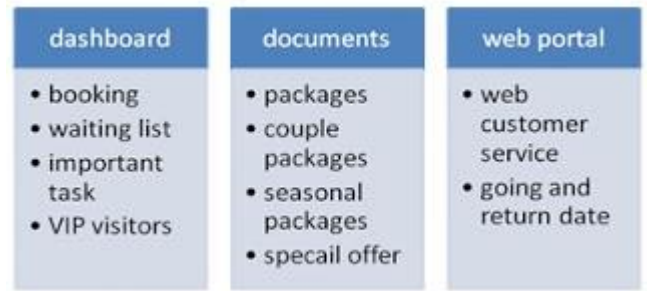 dashboard
• booking
• waiting list
• important
task
• VIP visitors
documents
• packages
• couple
packages
• seasonal
packages
• specail offer
web portal
• web
customer
service
• going and
return date